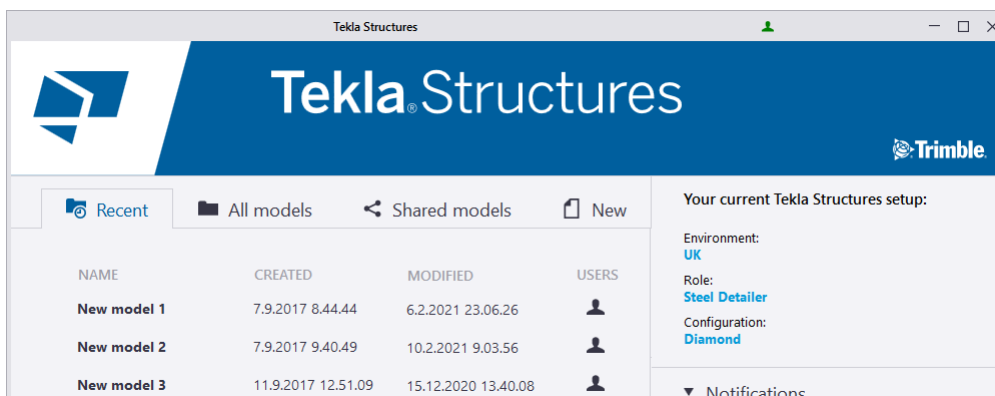 Tekla Structures
Tekla® Structures
Trimble.
Recent
All models
Shared models
New
NAME CREATED MODIFIED USERS
New model 1 7.9.2017 8.44.44 6.2.2021 23.06.26
New model 2 7.9.2017 9.40.49 10.2.2021 9.03.56
New model 3 11.9.2017 12.51.09 15.12.2020 13.40.08
Your current Tekla Structures setup:
Environment:
UK
Role:
Steel Detailer
Configuration:
Diamond
Notifications